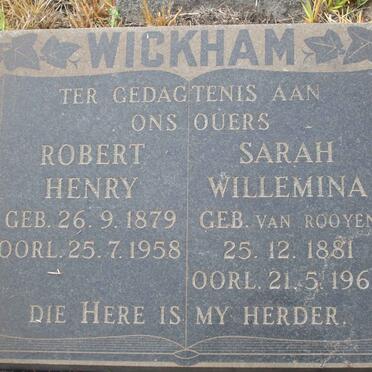 WICKHAM
TER GEDAGTENIS AAN
ONS OUERS
ROBERT
HENRY
GEB. 26.9.1879
OORL. 25.7.1958
SARAH
WILLEMINA
GEB. VAN ROOYEN
25.12.1881
OORL. 21.5.196
DIE HERE IS MY HERDER.